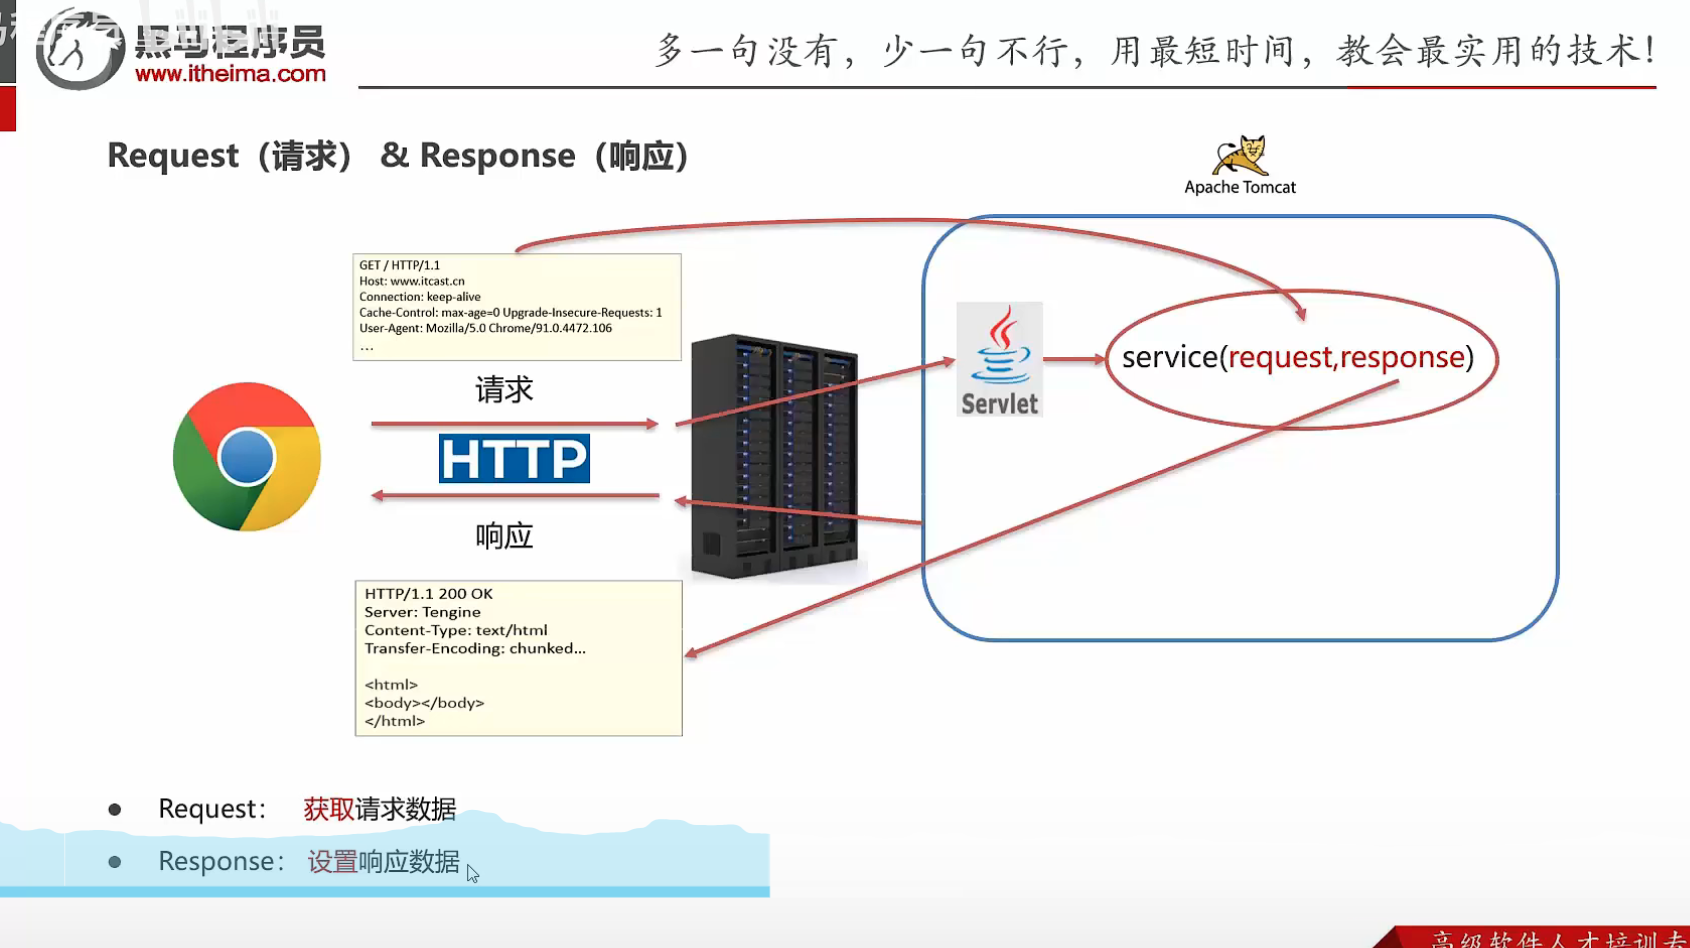 黑马程序员
www.itheima.com
多一句没有，少一句不行，用最短时间，教会最实用的技术！
Request（请求） & Response（响应）
Apache Tomcat
GET / HTTP/1.1
Host: www.itcast.cn
Connection: keep-alive
Cache-Control: max-age=0 Upgrade-Insecure-Requests: 1
User-Agent: Mozilla/5.0 Chrome/91.0.4472.106
...
请求
HTTP
响应
Servlet
service(request,response)
HTTP/1.1 200 OK
Server: Tengine
Content-Type: text/html
Transfer-Encoding: chunked...
<html>
<body></body>
</html>
• Request： 获取请求数据
• Response： 设置响应数据
高级软件人才培训专